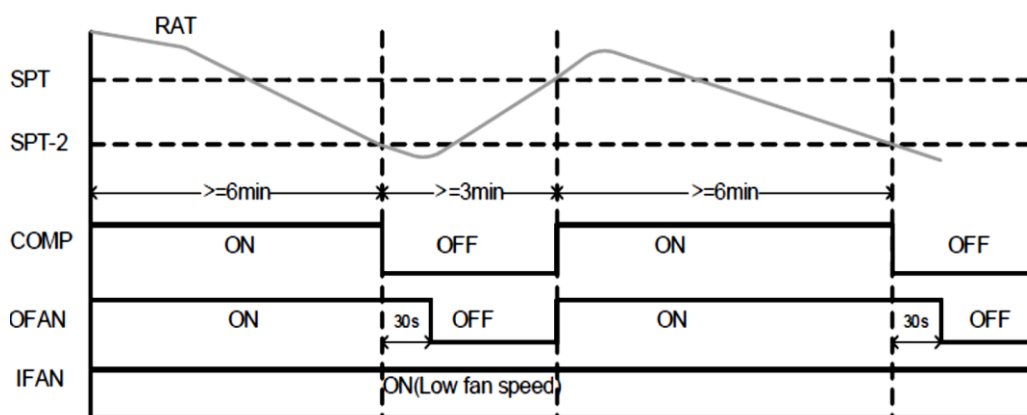 RAT
SPT
SPT-2
>=6min >=3min >=6min
COMP ON OFF ON OFF
OFAN ON 30s OFF ON 30s OFF
IFAN ON(Low fan speed)